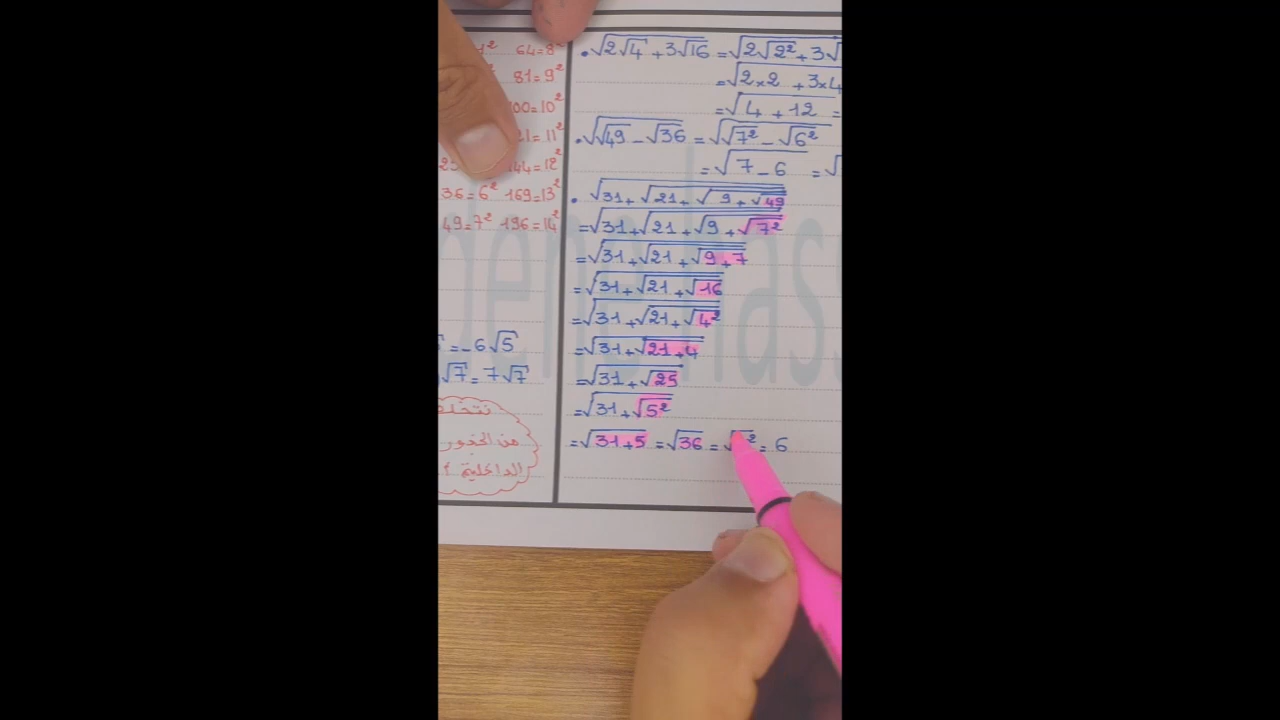 64=8²
81=9²
100=10²
11²
144=12²
36=6² 169=13²
49=7² 196=14²
=-6√5
√7=7√7
من الجذور
الداخلية
• √(2√4 + 3√16) = √(2√2² + 3√
= √(2×2 + 3×4
= √(4 + 12) =
• √(√49 - √36) = √(√7² - √6²)
= √(7 - 6) = √
• √(31+√(21+√(9+√49)))
= √(31+√(21+√(9+√7²)))
= √(31+√(21+√(9+7)))
= √(31+√(21+√16))
= √(31+√(21+√4²))
= √(31+√(21+4))
= √(31+√25)
= √(31+√5²)
= √(31+5) = √36 = √ ² = 6